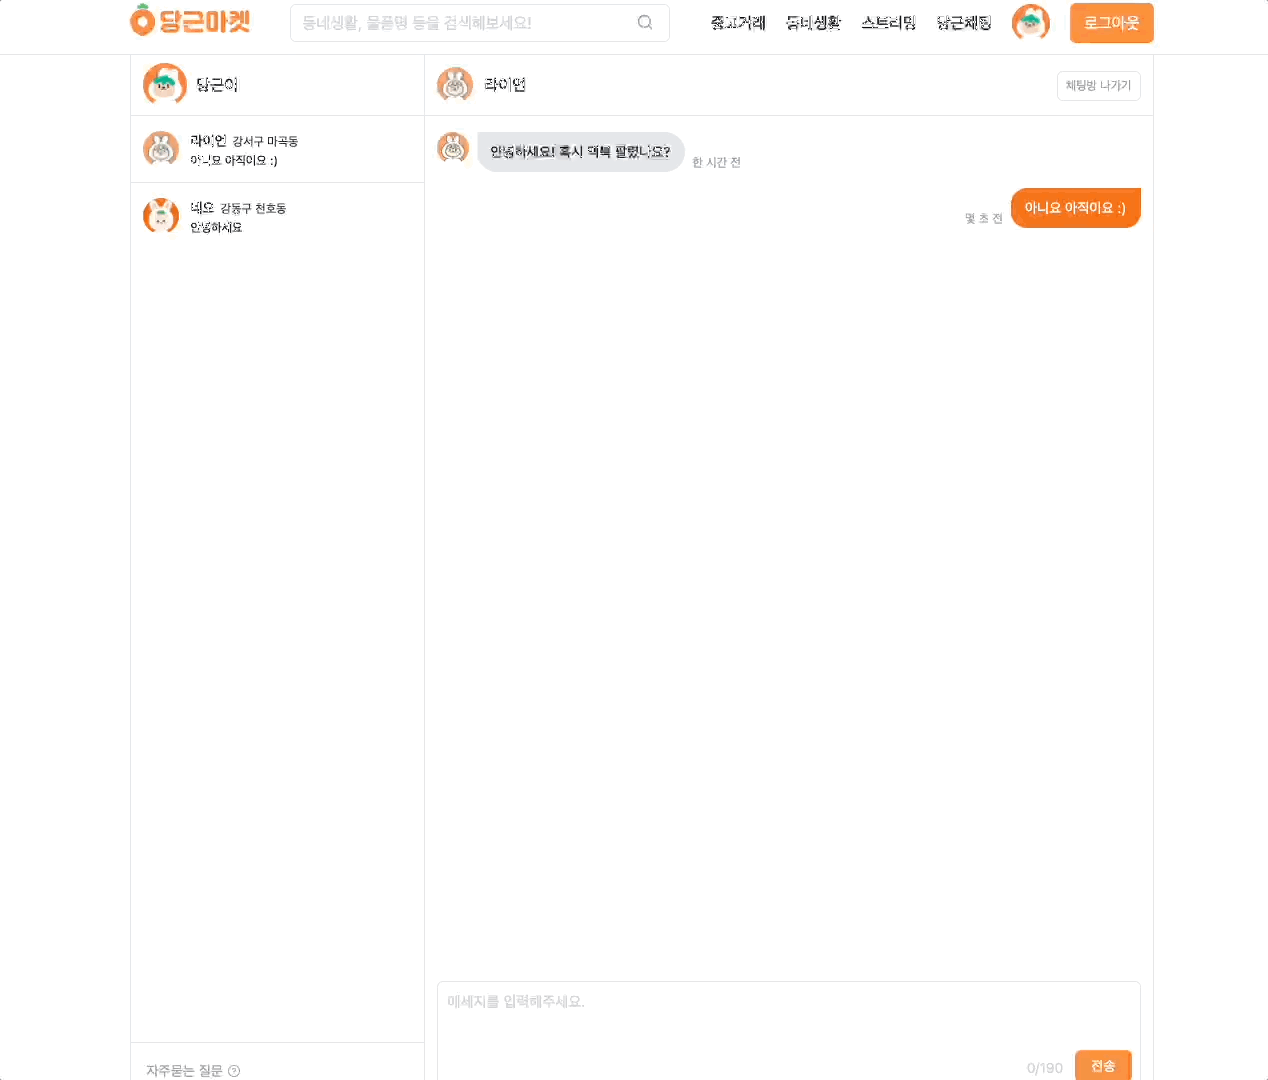 당근마켓
동네생활, 물품명 등을 검색해보세요!
중고거래 동네생활 스트리밍 당근채팅 로그아웃
당근이
라이언 강서구 마곡동
아니요 아직이요 :)
네오 강동구 천호동
안녕하세요
자주묻는 질문
라이언 채팅방 나가기
안녕하세요! 혹시 맥북 팔렸나요? 한 시간 전
몇 초 전 아니요 아직이요 :)
메세지를 입력해주세요.
0/190 전송